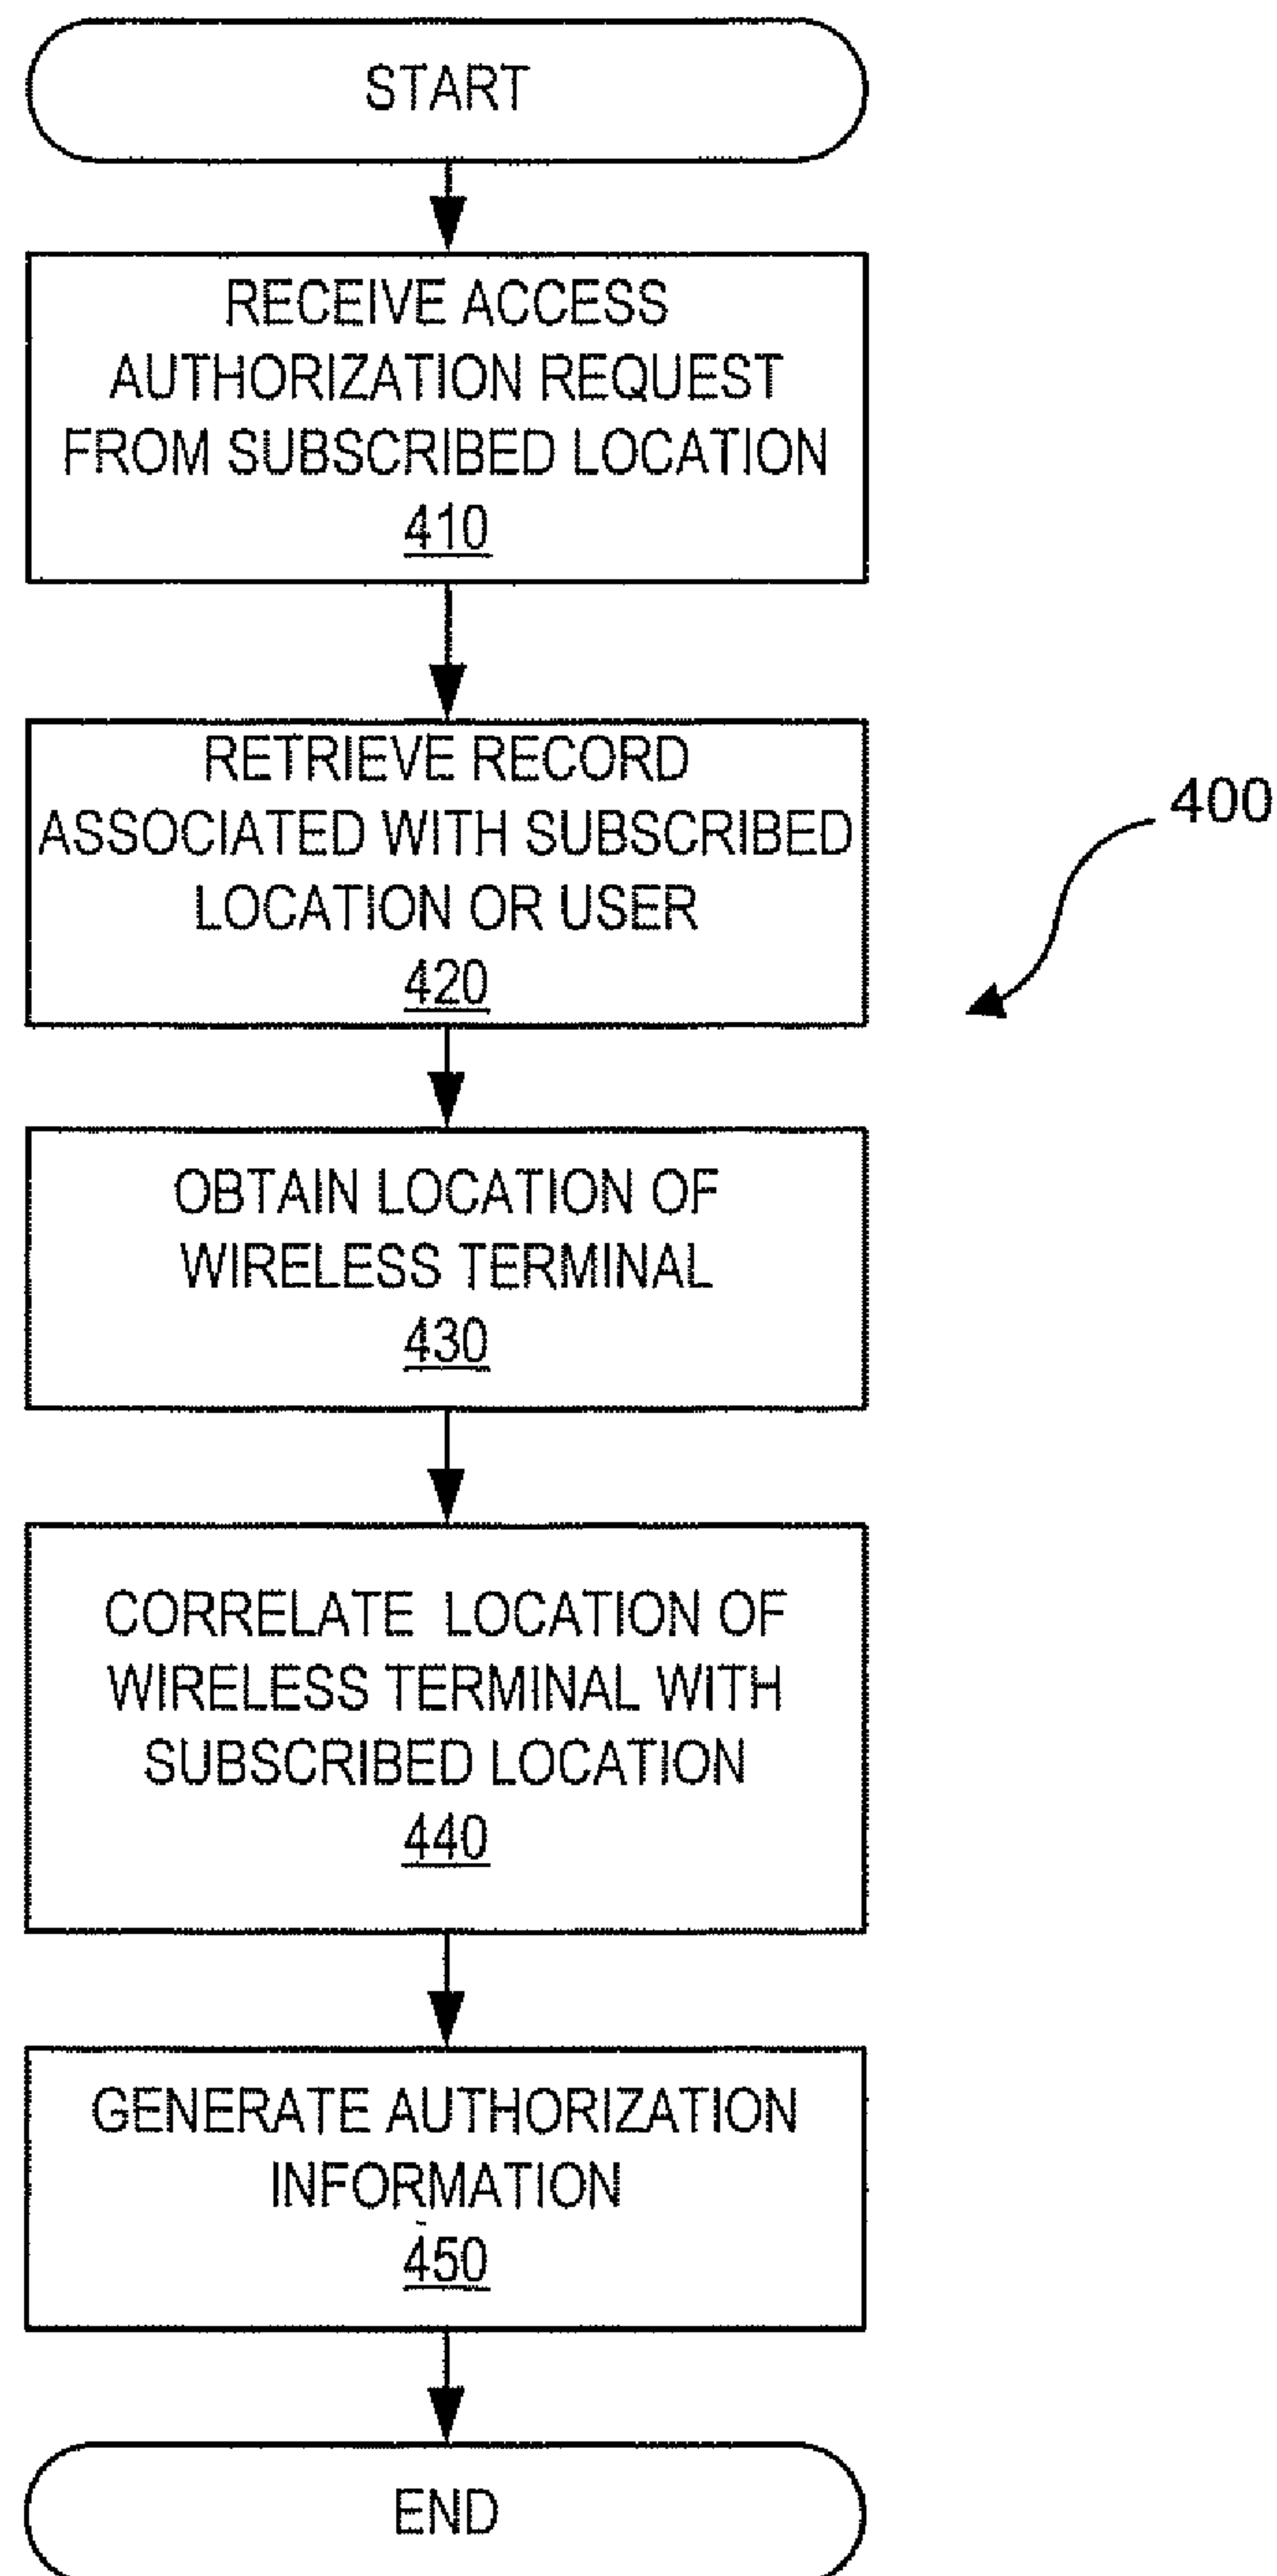 START
RECEIVE ACCESS
AUTHORIZATION REQUEST
FROM SUBSCRIBED LOCATION
410
RETRIEVE RECORD
ASSOCIATED WITH SUBSCRIBED
LOCATION OR USER
420
400
OBTAIN LOCATION OF
WIRELESS TERMINAL
430
CORRELATE LOCATION OF
WIRELESS TERMINAL WITH
SUBSCRIBED LOCATION
440
GENERATE AUTHORIZATION
INFORMATION
450
END